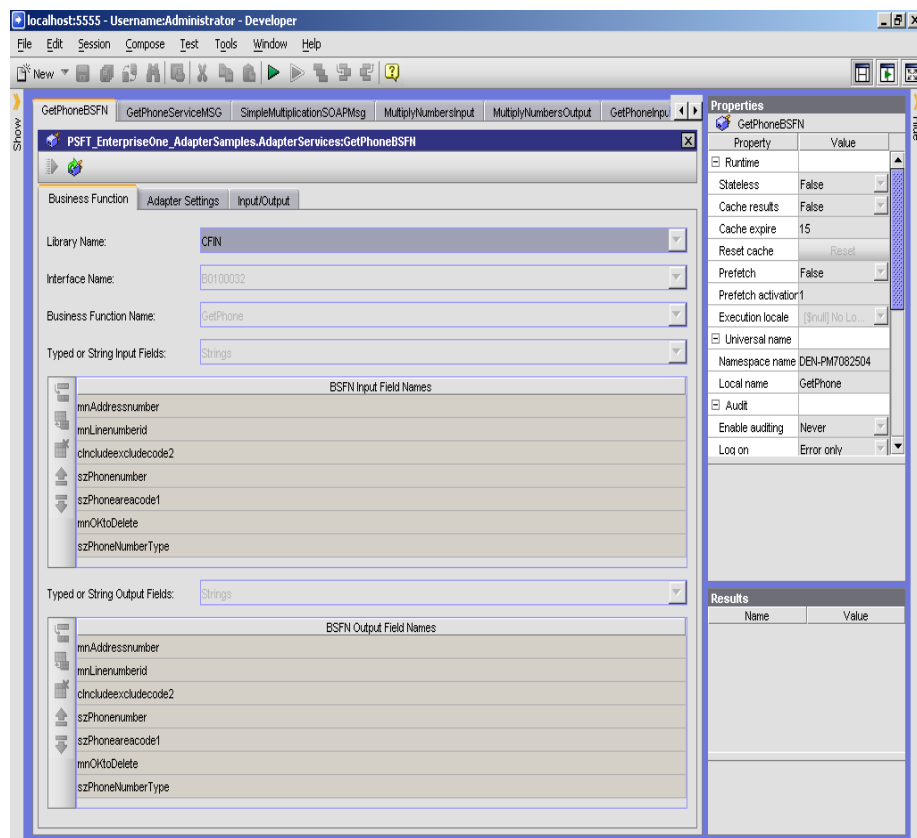 localhost:5555 - Username:Administrator - Developer
File Edit Session Compose Test Tools Window Help
New
Show
GetPhoneBSFN GetPhoneServiceMSG SimpleMultiplicationSOAPMsg MultiplyNumbersInput MultiplyNumbersOutput GetPhoneInpu
PSFT_EnterpriseOne_AdapterSamples.AdapterServices:GetPhoneBSFN
Business Function Adapter Settings Input/Output
Library Name: CFIN
Interface Name: B0100032
Business Function Name: GetPhone
Typed or String Input Fields: Strings
BSFN Input Field Names
mnAddressnumber
mnLinenumberid
cIncludeexcludecode2
szPhonenumber
szPhoneareacode1
mnOKtoDelete
szPhoneNumberType
Typed or String Output Fields: Strings
BSFN Output Field Names
mnAddressnumber
mnLinenumberid
cIncludeexcludecode2
szPhonenumber
szPhoneareacode1
mnOKtoDelete
szPhoneNumberType
Properties
GetPhoneBSFN
Property Value
Runtime
Stateless False
Cache results False
Cache expire 15
Reset cache Reset
Prefetch False
Prefetch activation 1
Execution locale [$null] No Lo...
Universal name
Namespace name DEN-PM7082504
Local name GetPhone
Audit
Enable auditing Never
Log on Error only
Results
Name Value